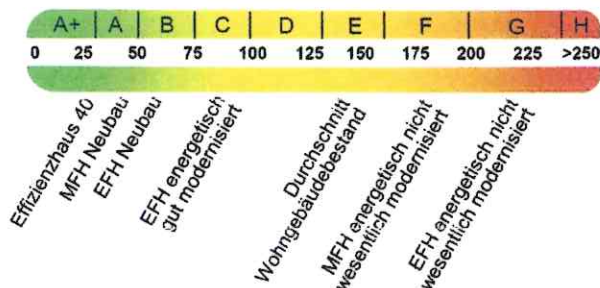 A+ A B C D E F G H
0 25 50 75 100 125 150 175 200 225 >250
Effizienzhaus 40
MFH Neubau
EFH Neubau
EFH energetisch
gut modernisiert
Durchschnitt
Wohngebäudebestand
MFH energetisch nicht
wesentlich modernisiert
EFH energetisch nicht
wesentlich modernisiert